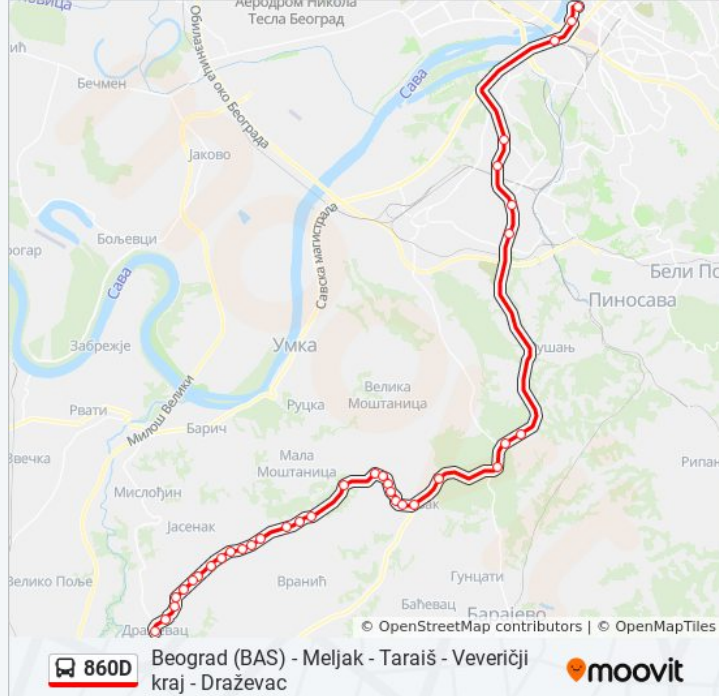 Аеродром Никола
Тесла Београд
Обилазница око Београда
Бечмен
Сава
Јаково
Савска магистрала
Бољевци
Сава
Бели По
Пиносава
Забрежје
Умка
ушањ
Велика
Моштаница
Руцка
Рвати
Милош Велики
Барич
Звечка
Мала
Моштаница
Рипан
Мислођин
Јасенак
ак
Велико Поље
Вранић
Гунцати
Баћевац
Барајево
© OpenStreetMap contributors | © OpenMapTiles
860D
Beograd (BAS) - Meljak - Taraiš - Veveričji
kraj - Draževac
moovit